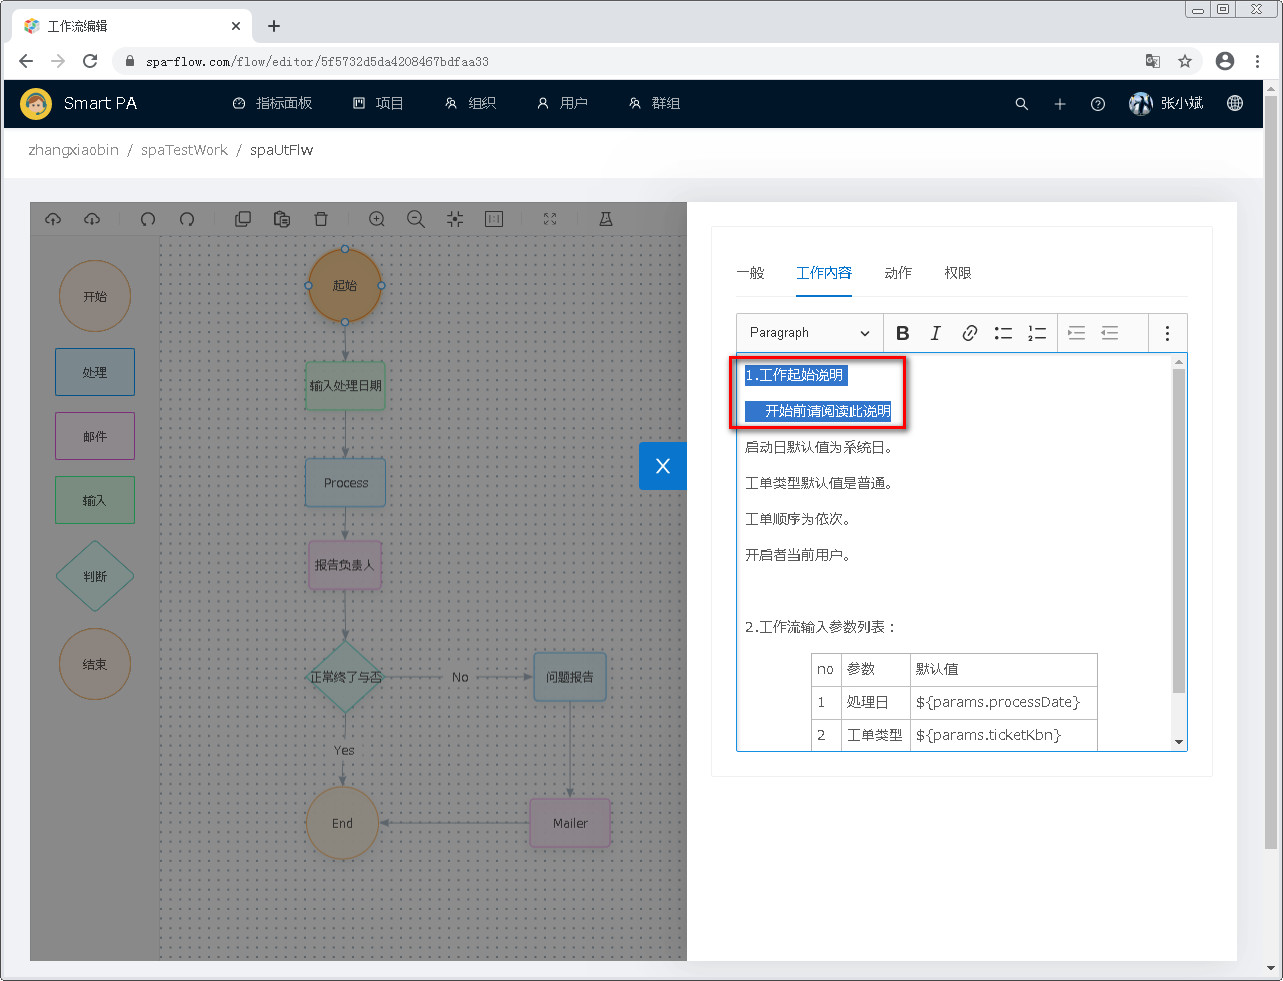 工作流编辑
spa-flow.com/flow/editor/5f5732d5da4208467bdfaa33
Smart PA
指标面板
项目
组织
用户
群组
张小斌
zhangxiaobin / spaTestWork / spaUtFlw
开始
处理
邮件
输入
判断
结束
起始
输入处理日期
Process
报告负责人
正常终了与否
No
问题报告
Yes
End
Mailer
一般
工作内容
动作
权限
Paragraph
1.工作起始说明
开始前请阅读此说明
启动日默认值为系统日。
工单类型默认值是普通。
工单顺序为依次。
开启者当前用户。
2.工作流输入参数列表：
no 参数 默认值
1 处理日 ${params.processDate}
2 工单类型 ${params.ticketKbn}